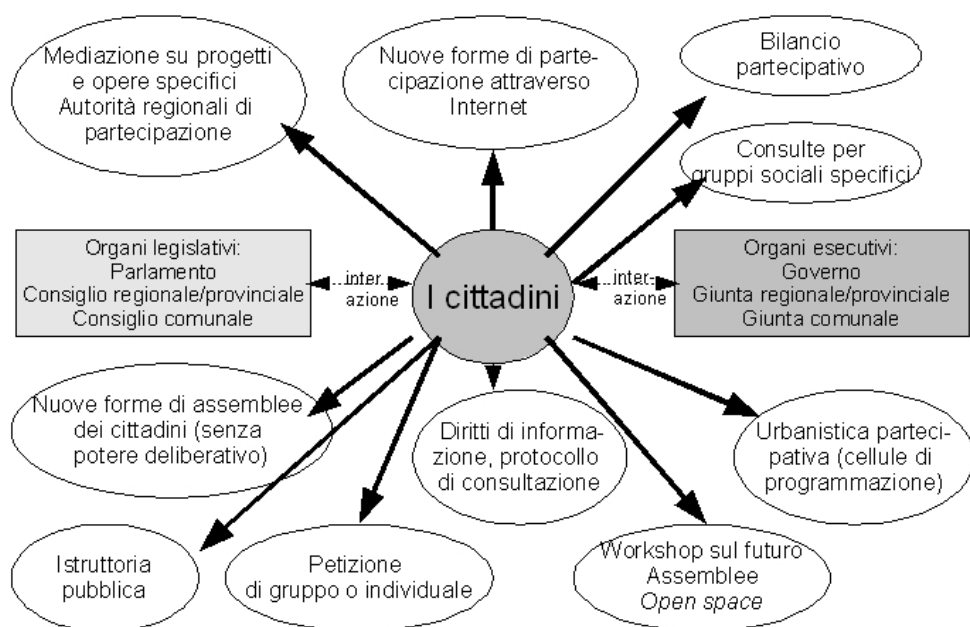 Mediazione su progetti
e opere specifici
Autorità regionali di
partecipazione
Nuove forme di parte-
cipazione attraverso
Internet
Bilancio
partecipativo
Consulte per
gruppi sociali specifici
Organi legislativi:
Parlamento
Consiglio regionale/provinciale
Consiglio comunale
inter
azione
I cittadini
inter-
azione
Organi esecutivi:
Governo
Giunta regionale/provinciale
Giunta comunale
Nuove forme di assemblee
dei cittadini (senza
potere deliberativo)
Diritti di informa-
zione, protocollo
di consultazione
Urbanistica parteci-
pativa (cellule di
programmazione)
Istruttoria
pubblica
Petizione
di gruppo o individuale
Workshop sul futuro
Assemblee
Open space